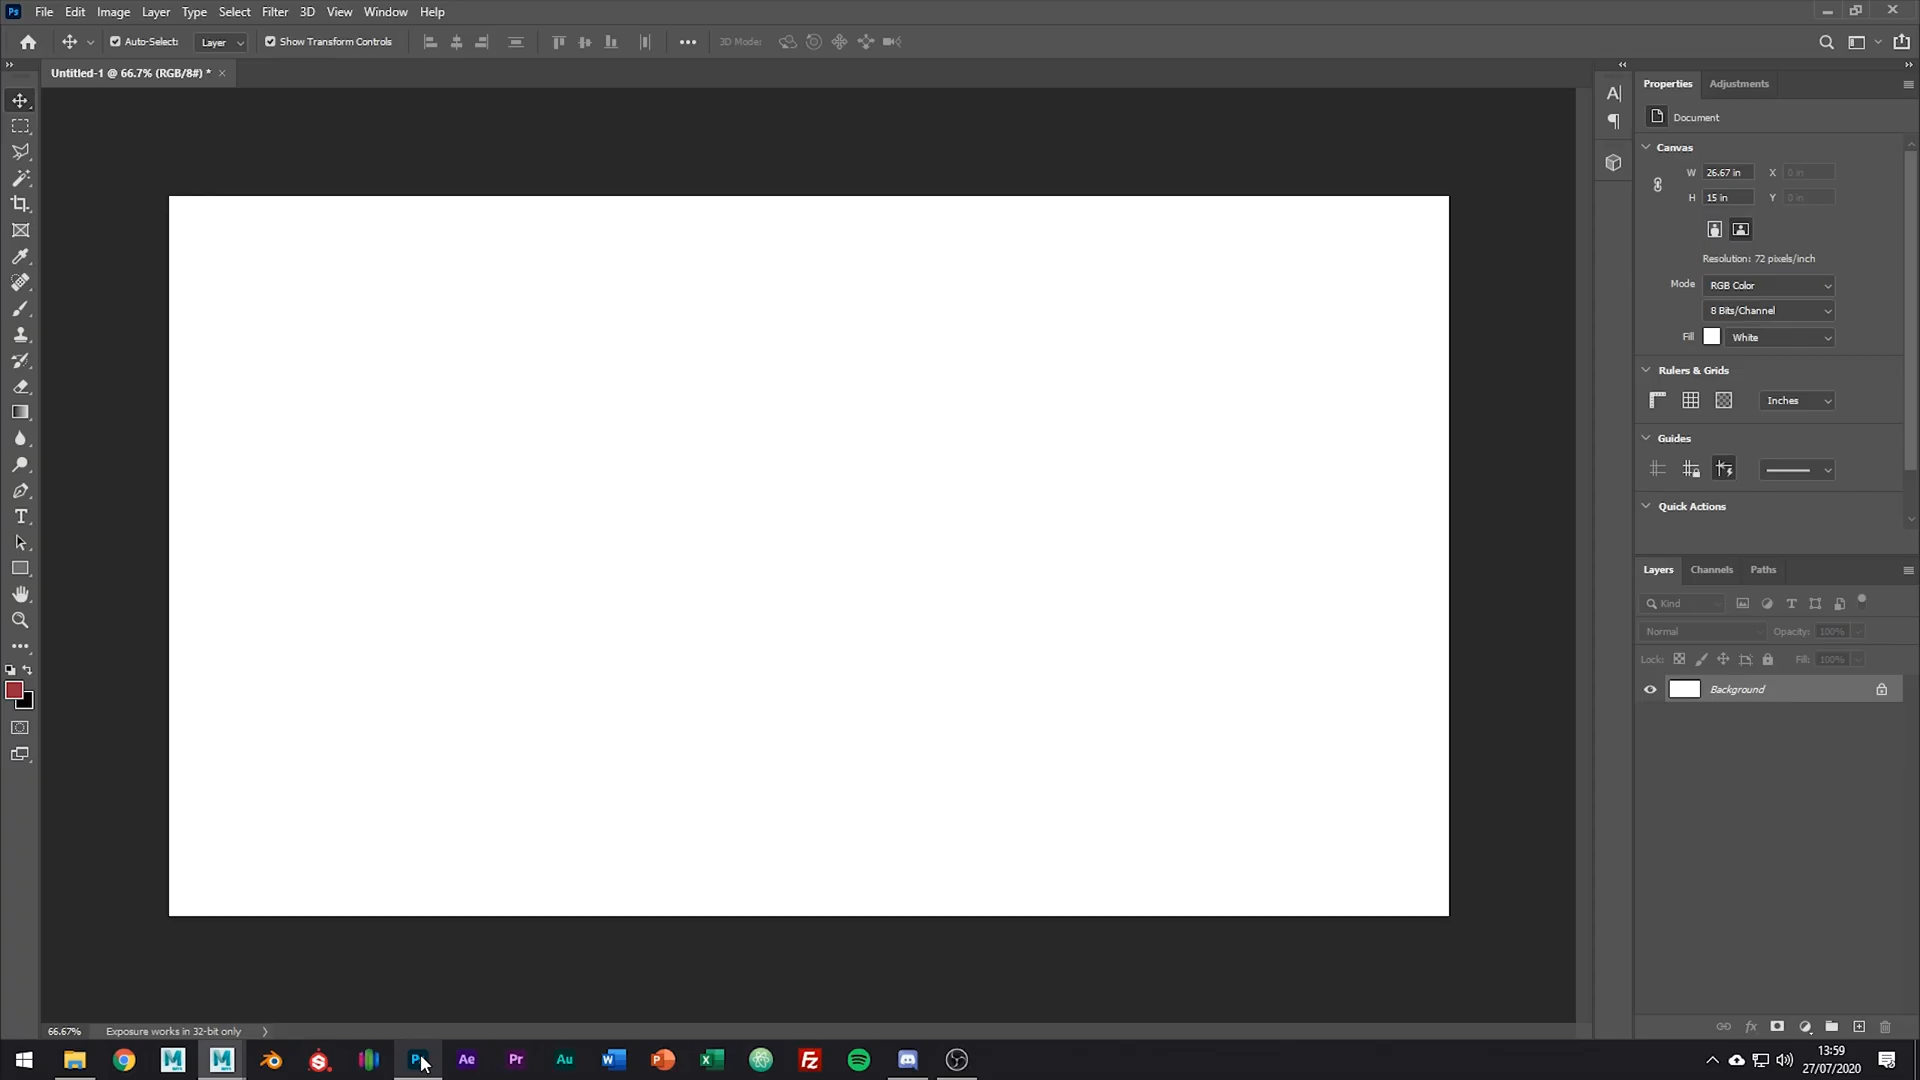 Ps File Edit Image Layer Type Select Filter 3D View Window Help
Auto-Select: Layer Show Transform Controls 3D Mode:
Untitled-1 @ 66.7% (RGB/8#) *
Properties Adjustments
Document
Canvas
W 26.67 in X 0 in
H 15 in Y 0 in
Resolution: 72 pixels/inch
Mode RGB Color
8 Bits/Channel
Fill White
Rulers & Grids
Inches
Guides
Quick Actions
Layers Channels Paths
Kind
Normal Opacity: 100%
Lock: Fill: 100%
Background
66.67% Exposure works in 32-bit only
Ae Pr Au
13:59
27/07/2020